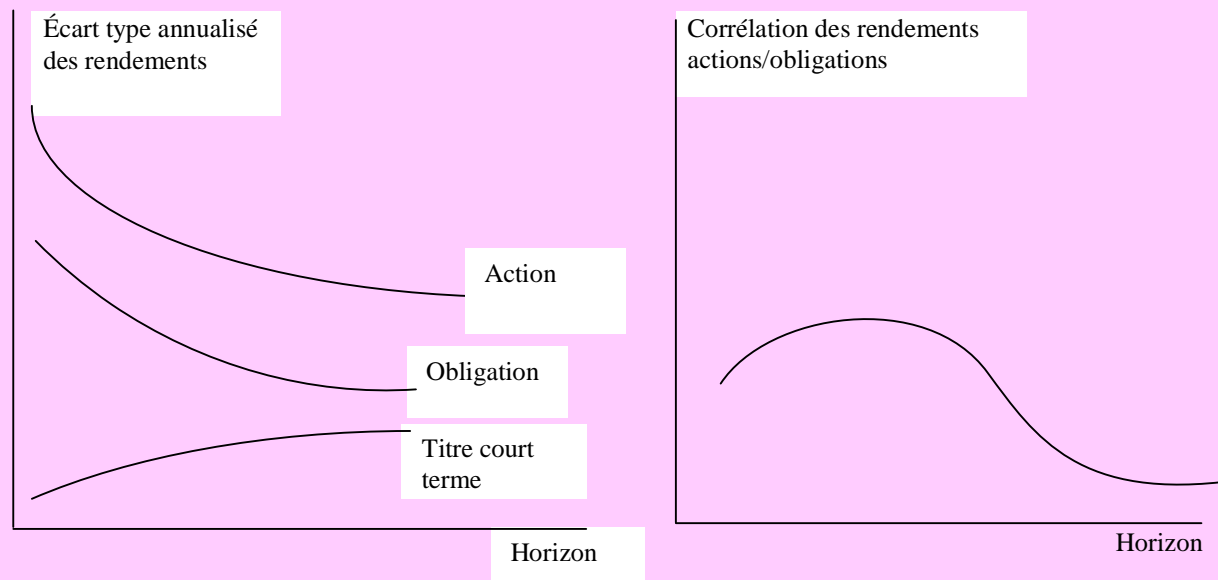 Écart type annualisé
des rendements
Action
Obligation
Titre court
terme
Horizon
Corrélation des rendements
actions/obligations
Horizon